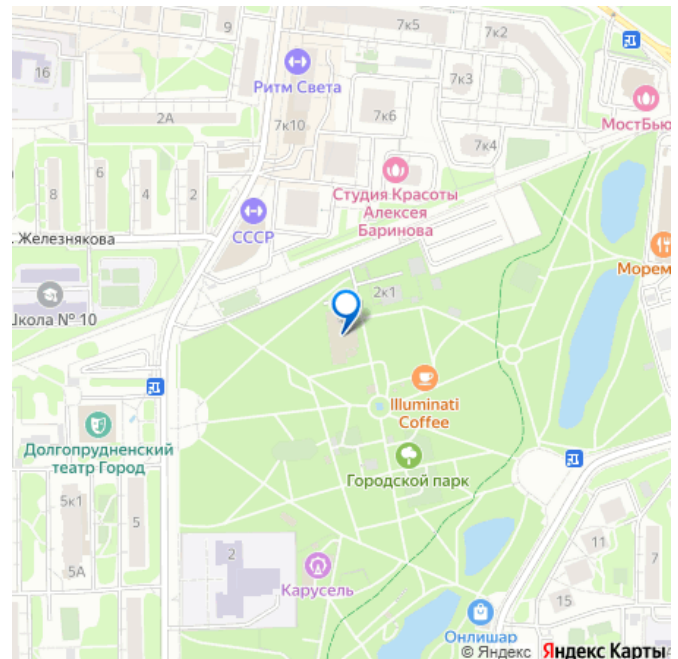 9
7к5
7к2
16
Ритм Света
7к3
2А
7к10
7к6
МостБью
7к4
6
8
4
2
Студия Красоты
Алексея
Баринова
СССР
. Железнякова
Морем
2к1
Школа № 10
Illuminati
Coffee
Долгопрудненский
театр Город
Городской парк
5к1
5
2
11
7
5А
Карусель
15
Онлишар
© Яндекс Яндекс Карты